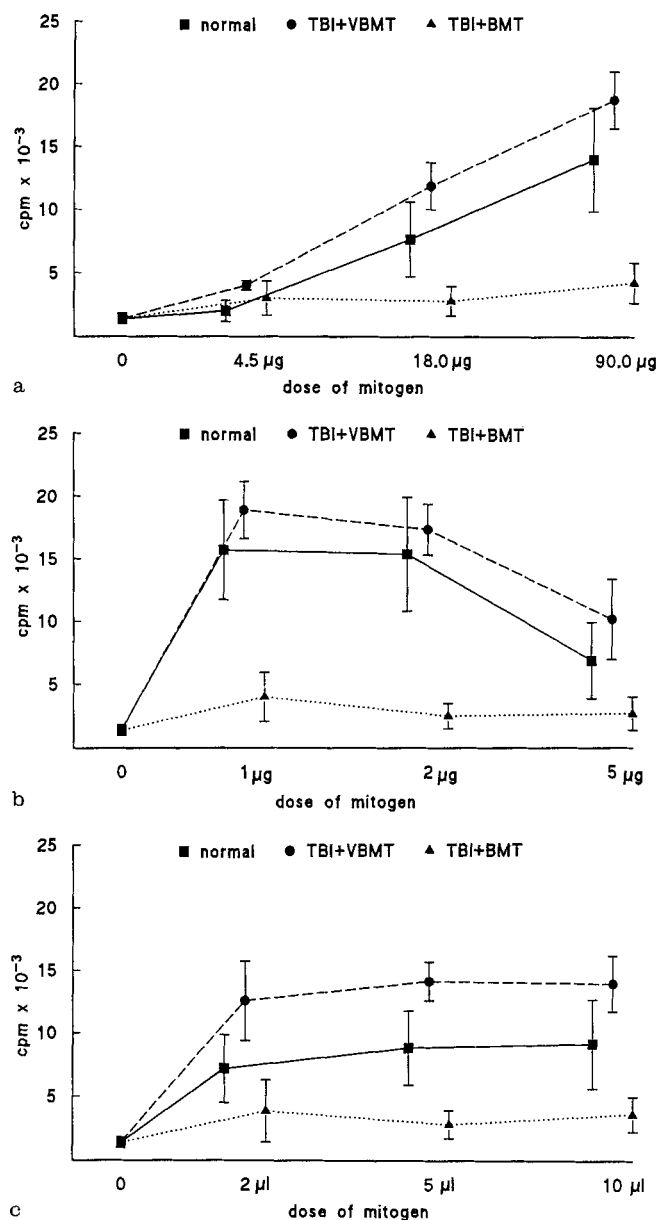 normal TBI+VBMT TBI+BMT
25
20
15
10
5
cpm x 10⁻³
0 4.5 µg 18.0 µg 90.0 µg
dose of mitogen
a
normal TBI+VBMT TBI+BMT
25
20
15
10
5
cpm x 10⁻³
0 1 µg 2 µg 5 µg
dose of mitogen
b
normal TBI+VBMT TBI+BMT
25
20
15
10
5
cpm x 10⁻³
0 2 µl 5 µl 10 µl
dose of mitogen
c